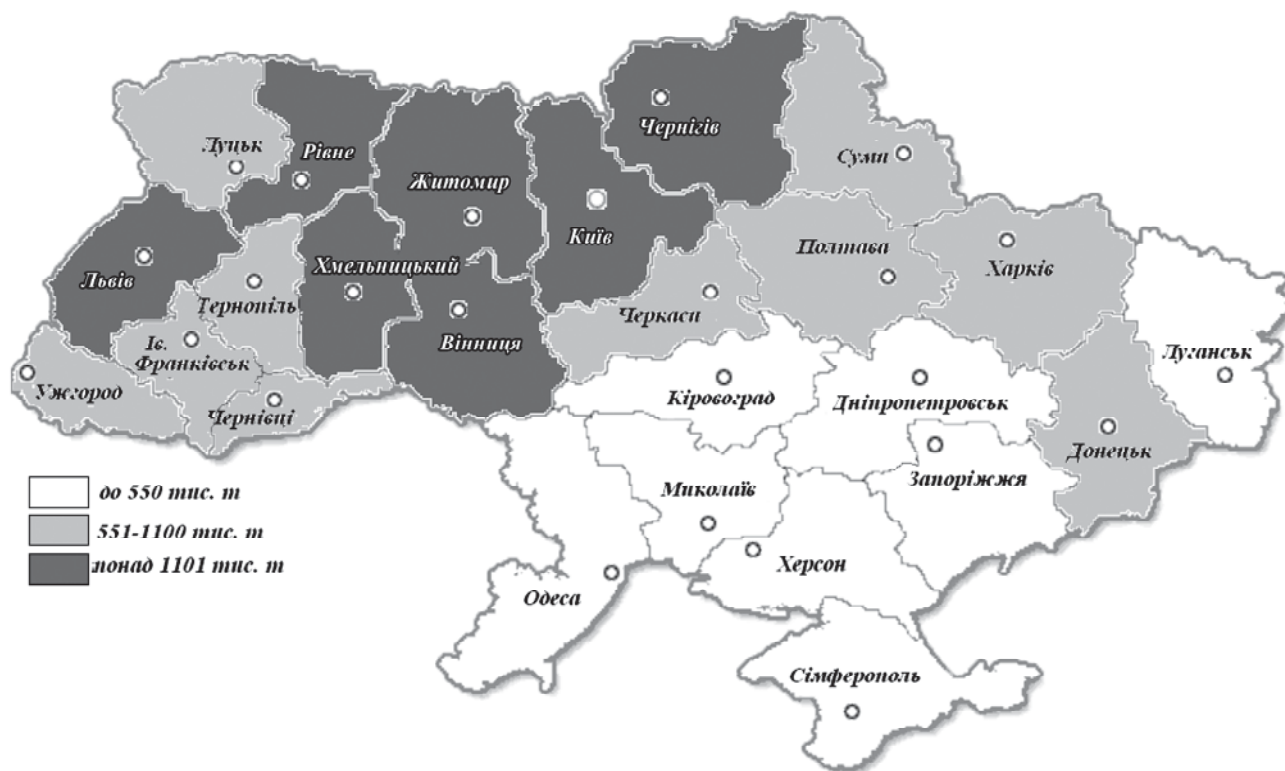 Чернігів
Луцьк
Рівне
Суми
Житомир
Київ
Полтава
Харків
Львів
Хмельницький
Тернопіль
Черкаси
Вінниця
Ів.
Франківськ
Луганськ
Ужгород
Кіровоград
Дніпропетровськ
Чернівці
Донецьк
Запоріжжя
до 550 тис. т
Миколаїв
551-1100 тис. т
понад 1101 тис. т
Херсон
Одеса
Сімферополь